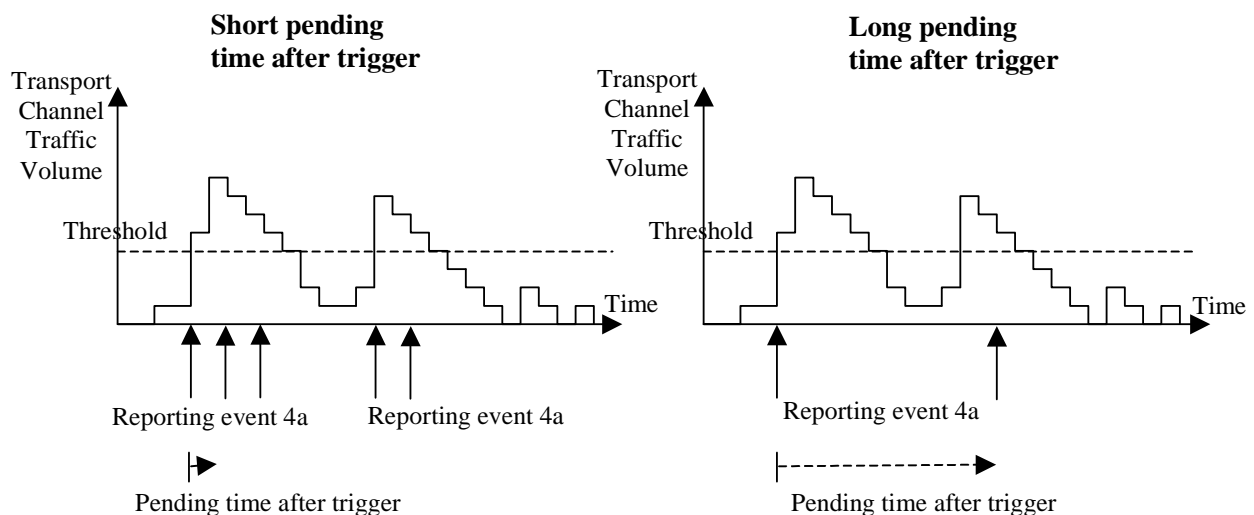 Short pending
time after trigger
Transport
Channel
Traffic
Volume
Threshold
Time
Reporting event 4a
Reporting event 4a
Pending time after trigger
Long pending
time after trigger
Transport
Channel
Traffic
Volume
Threshold
Time
Reporting event 4a
Pending time after trigger